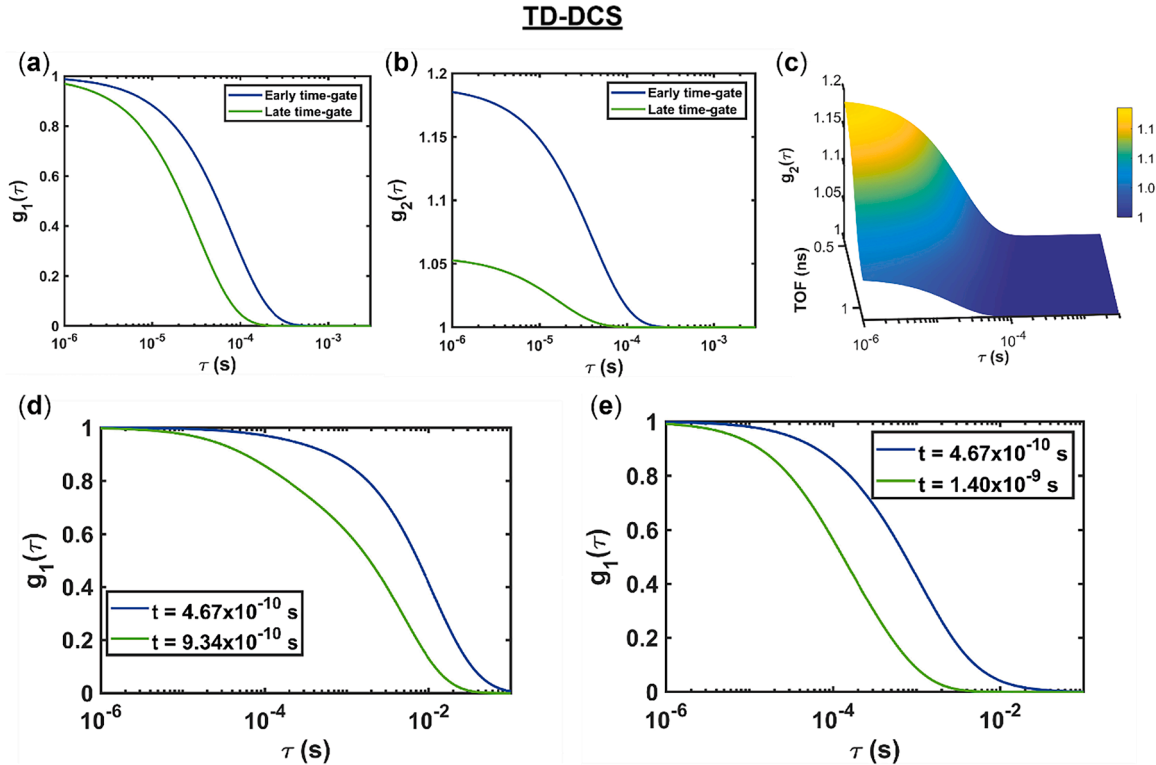 TD-DCS
(a)
1
0.8
0.6
0.4
0.2
0
g1(τ)
Early time-gate
Late time-gate
10-6
10-5
10-4
10-3
τ (s)
(b)
1.2
1.15
1.1
1.05
1
g2(τ)
Early time-gate
Late time-gate
10-6
10-5
10-4
10-3
τ (s)
(c)
1.2
1.15
1.1
1.05
1
g2(τ)
0.5
1
TOF (ns)
10-6
10-4
τ (s)
1.1
1.1
1.0
1
(d)
1
0.8
0.6
0.4
0.2
0
g1(τ)
t = 4.67x10-10 s
t = 9.34x10-10 s
10-6
10-4
10-2
τ (s)
(e)
1
0.8
0.6
0.4
0.2
0
g1(τ)
t = 4.67x10-10 s
t = 1.40x10-9 s
10-6
10-4
10-2
τ (s)